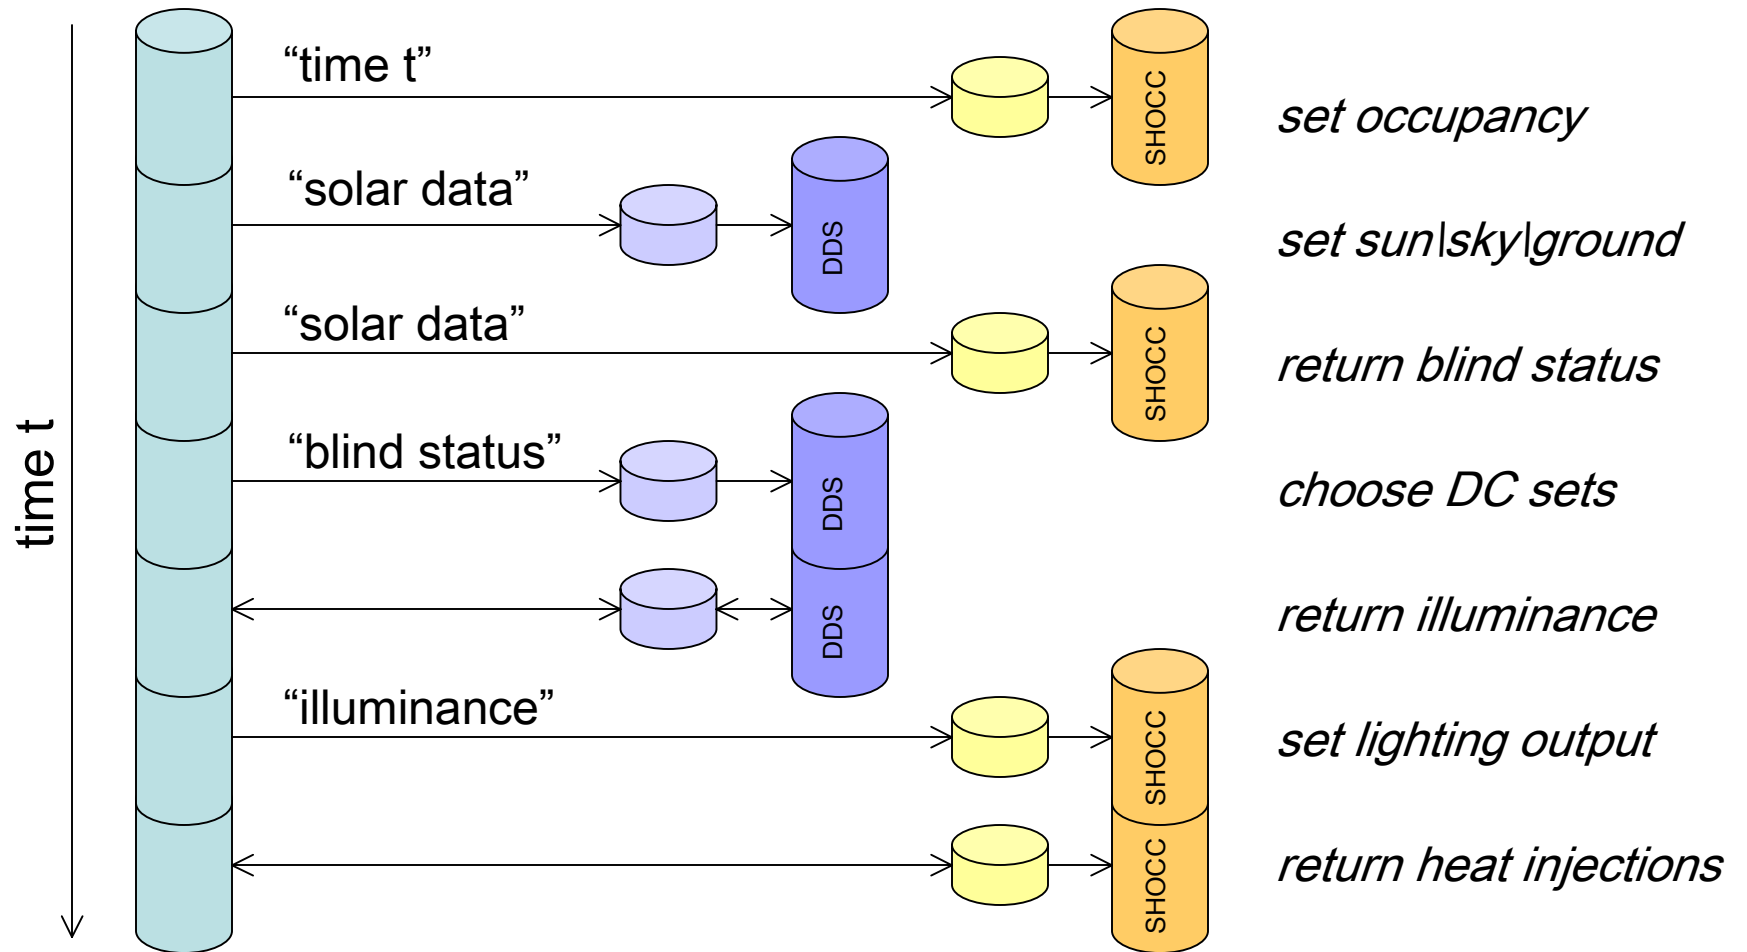 time t
“time t”
SHOCC
set occupancy
“solar data”
DDS
set sun\sky\ground
“solar data”
SHOCC
return blind status
“blind status”
DDS
choose DC sets
DDS
return illuminance
“illuminance”
SHOCC
set lighting output
SHOCC
return heat injections